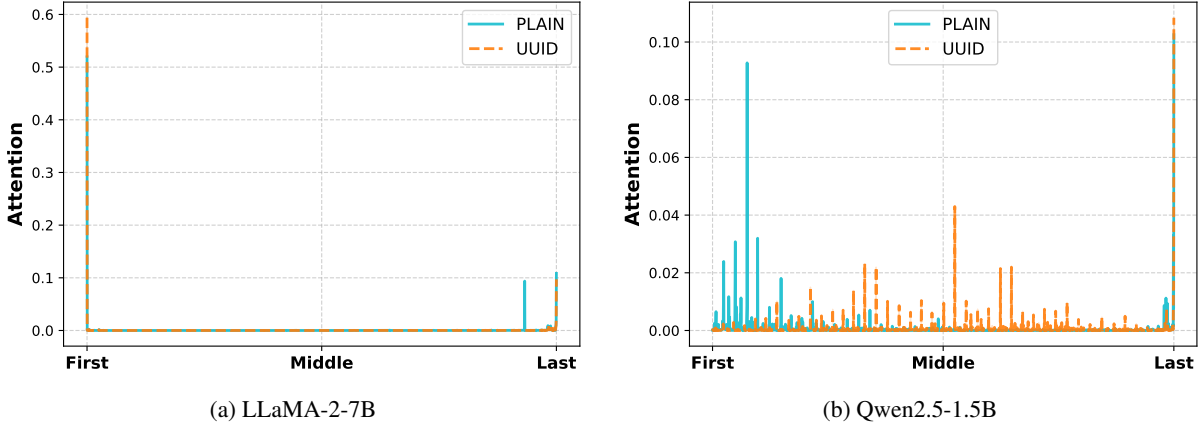 PLAIN
UUID
Attention
0.6
0.5
0.4
0.3
0.2
0.1
0.0
First Middle Last
(a) LLaMA-2-7B
PLAIN
UUID
Attention
0.10
0.08
0.06
0.04
0.02
0.00
First Middle Last
(b) Qwen2.5-1.5B